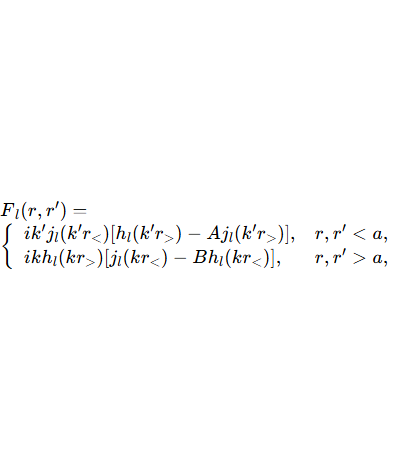 F_l(r, r′) =
{ ik′j_l(k′r_<)[h_l(k′r_>) − Aj_l(k′r_>)], r, r′ < a,
ikh_l(kr_>)[j_l(kr_<) − Bh_l(kr_<)], r, r′ > a,